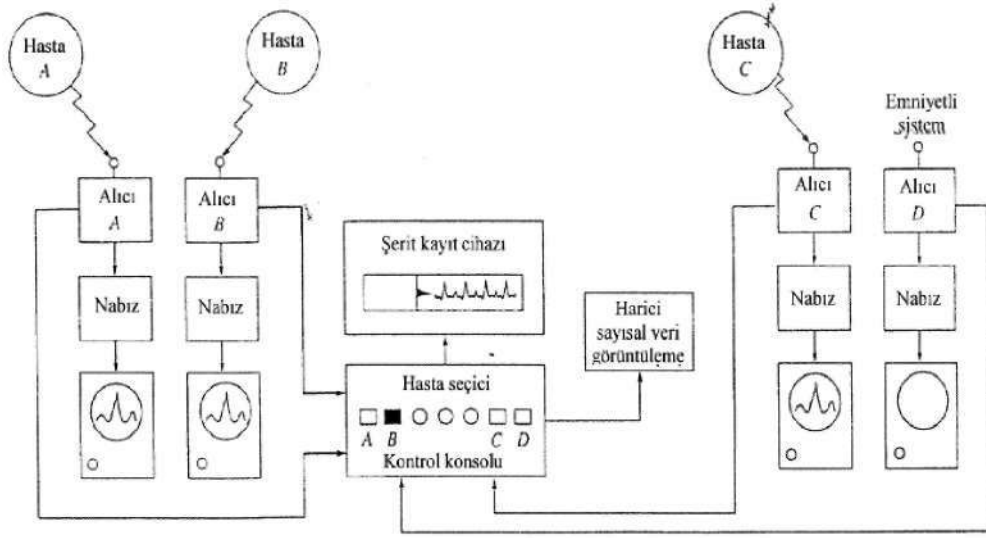 Hasta
A
Hasta
B
Hasta
C
Emniyetli
sistem
Alıcı
A
Alıcı
B
Alıcı
C
Alıcı
D
Şerit kayıt cihazı
Nabız
Nabız
Harici
sayısal veri
görüntüleme
Nabız
Nabız
Hasta seçici
A B C D
Kontrol konsolu